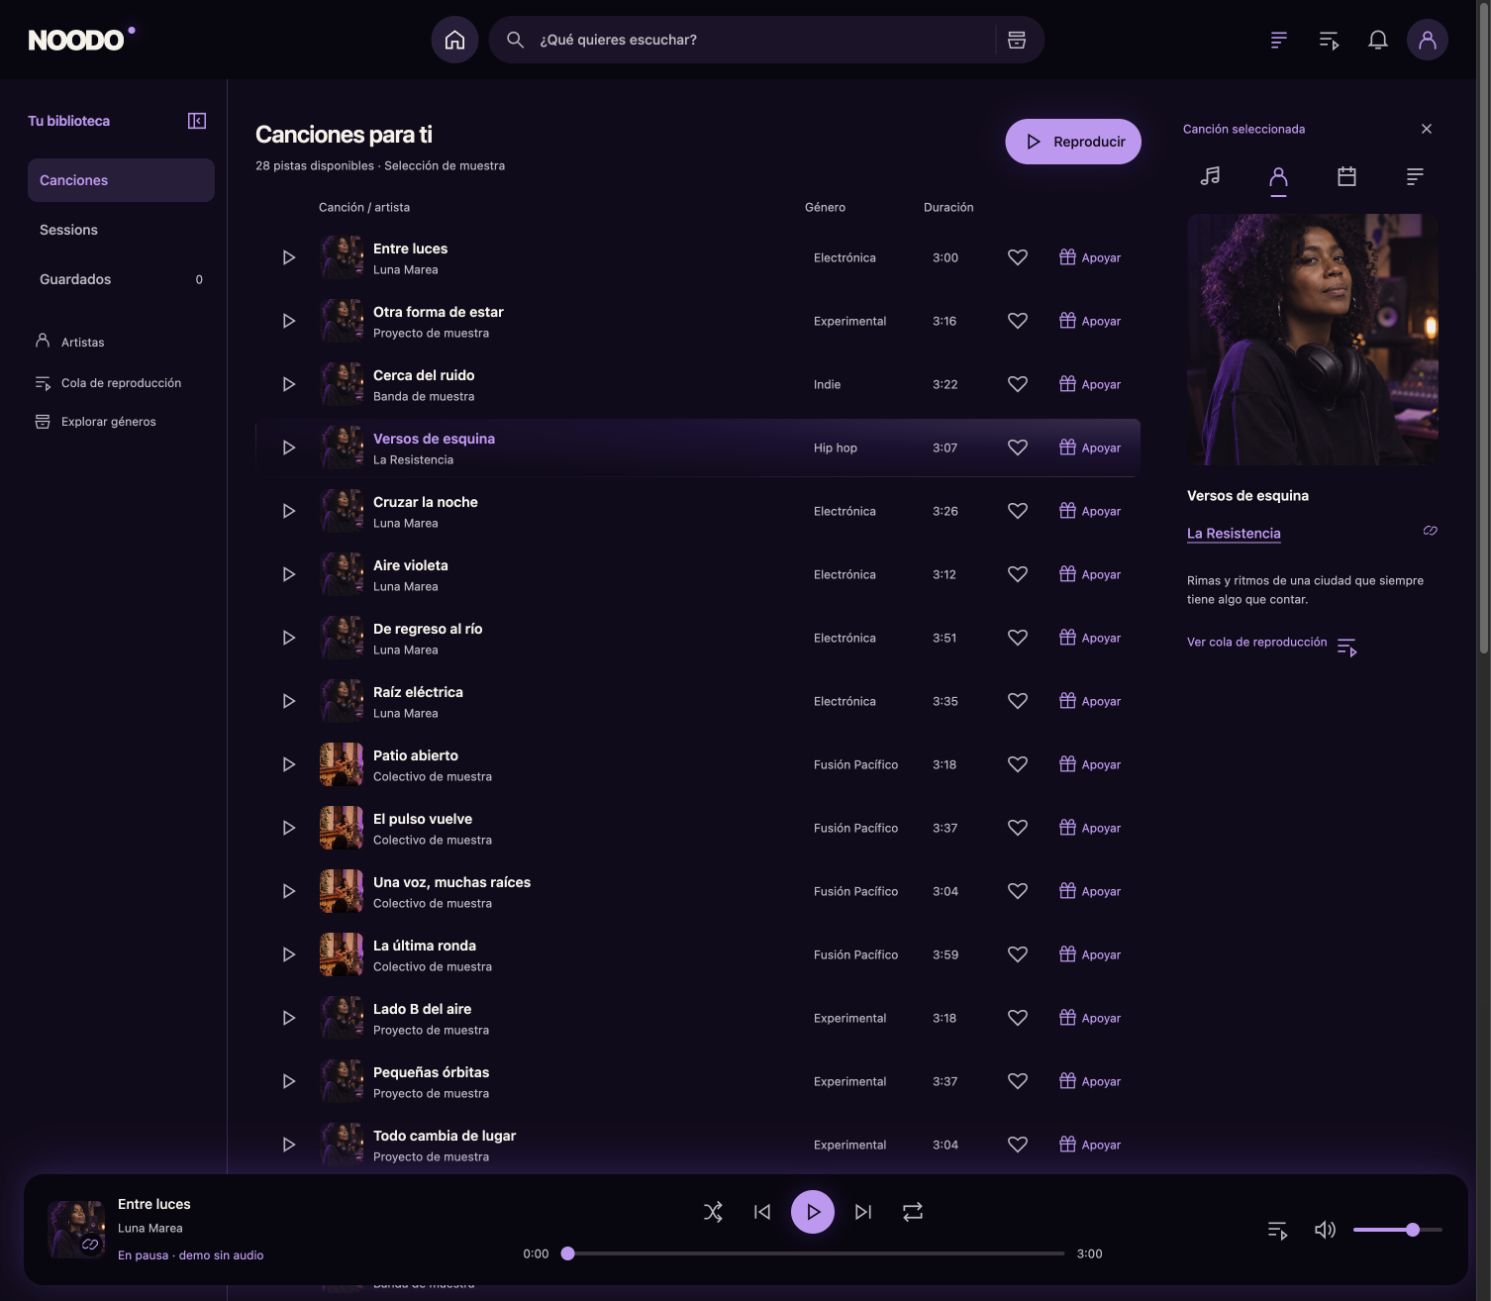 NOODO
¿Qué quieres escuchar?
Tu biblioteca
Canciones
Sessions
Guardados 0
Artistas
Cola de reproducción
Explorar géneros
Canciones para ti
28 pistas disponibles · Selección de muestra
Reproducir
Canción / artista Género Duración
Entre luces
Luna Marea
Electrónica 3:00 Apoyar
Otra forma de estar
Proyecto de muestra
Experimental 3:16 Apoyar
Cerca del ruido
Banda de muestra
Indie 3:22 Apoyar
Versos de esquina
La Resistencia
Hip hop 3:07 Apoyar
Cruzar la noche
Luna Marea
Electrónica 3:26 Apoyar
Aire violeta
Luna Marea
Electrónica 3:12 Apoyar
De regreso al río
Luna Marea
Electrónica 3:51 Apoyar
Raíz eléctrica
Luna Marea
Electrónica 3:35 Apoyar
Patio abierto
Colectivo de muestra
Fusión Pacífico 3:18 Apoyar
El pulso vuelve
Colectivo de muestra
Fusión Pacífico 3:37 Apoyar
Una voz, muchas raíces
Colectivo de muestra
Fusión Pacífico 3:04 Apoyar
La última ronda
Colectivo de muestra
Fusión Pacífico 3:59 Apoyar
Lado B del aire
Proyecto de muestra
Experimental 3:18 Apoyar
Pequeñas órbitas
Proyecto de muestra
Experimental 3:37 Apoyar
Todo cambia de lugar
Proyecto de muestra
Experimental 3:04 Apoyar
Canción seleccionada
Versos de esquina
La Resistencia
Rimas y ritmos de una ciudad que siempre
tiene algo que contar.
Ver cola de reproducción
Entre luces
Luna Marea
En pausa · demo sin audio
0:00 3:00
Banda de muestra